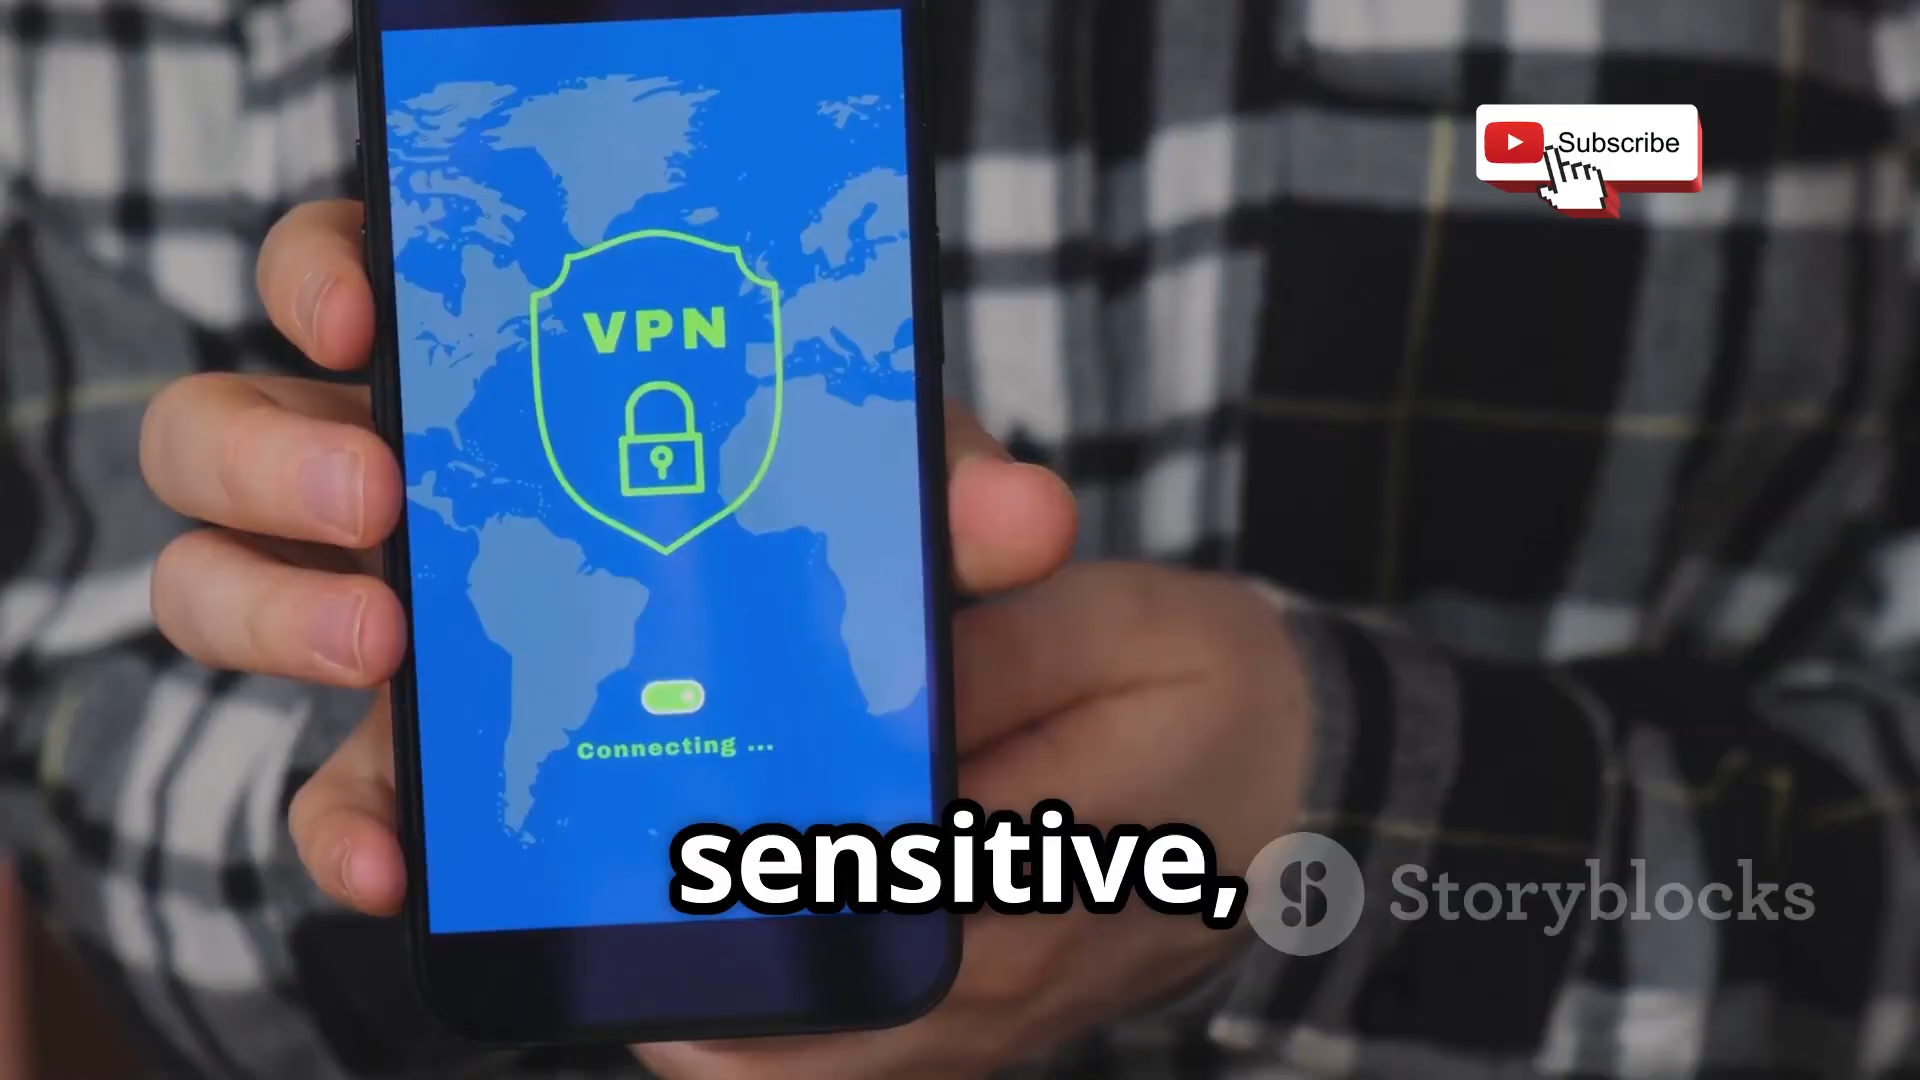 Subscribe
VPN
Connecting ...
sensitive,
Storyblocks